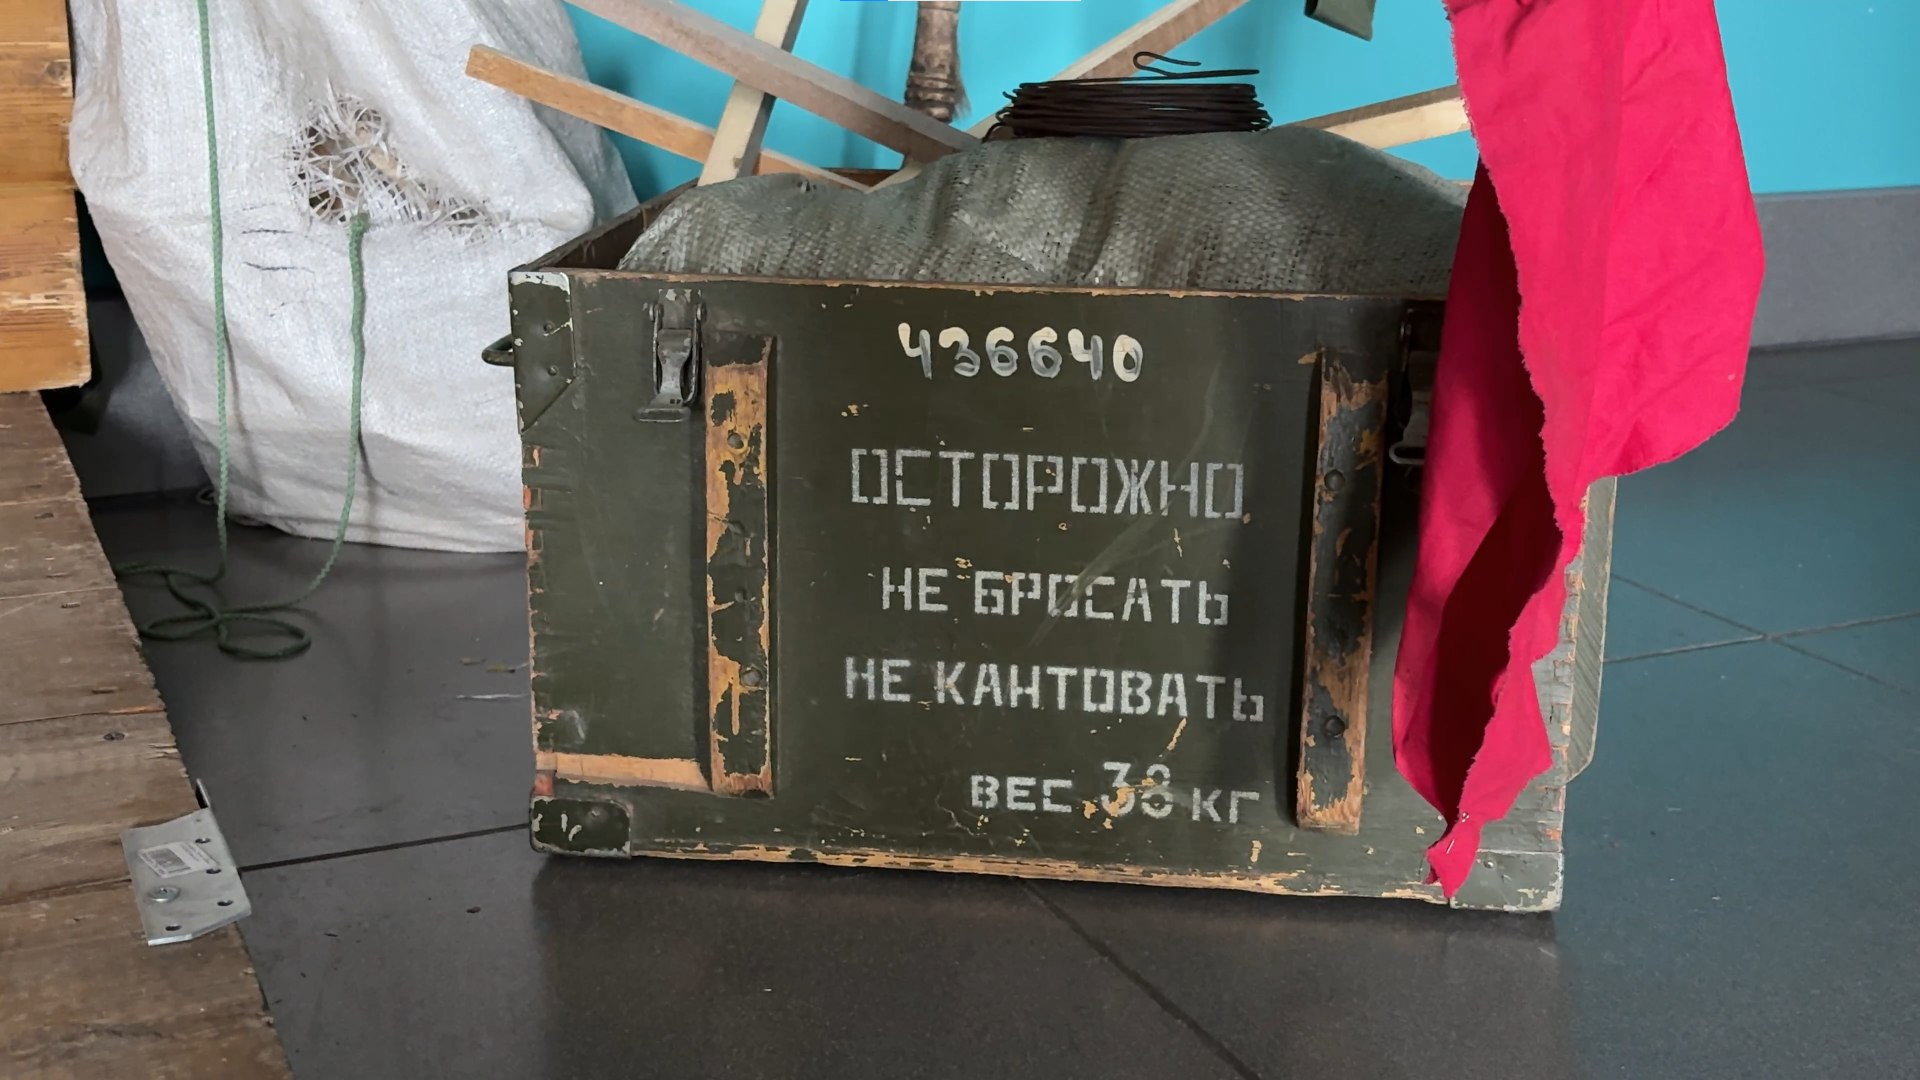 436640
ОСТОРОЖНО
НЕ БРОСАТЬ
НЕ КАНТОВАТЬ
ВЕС 38 КГ